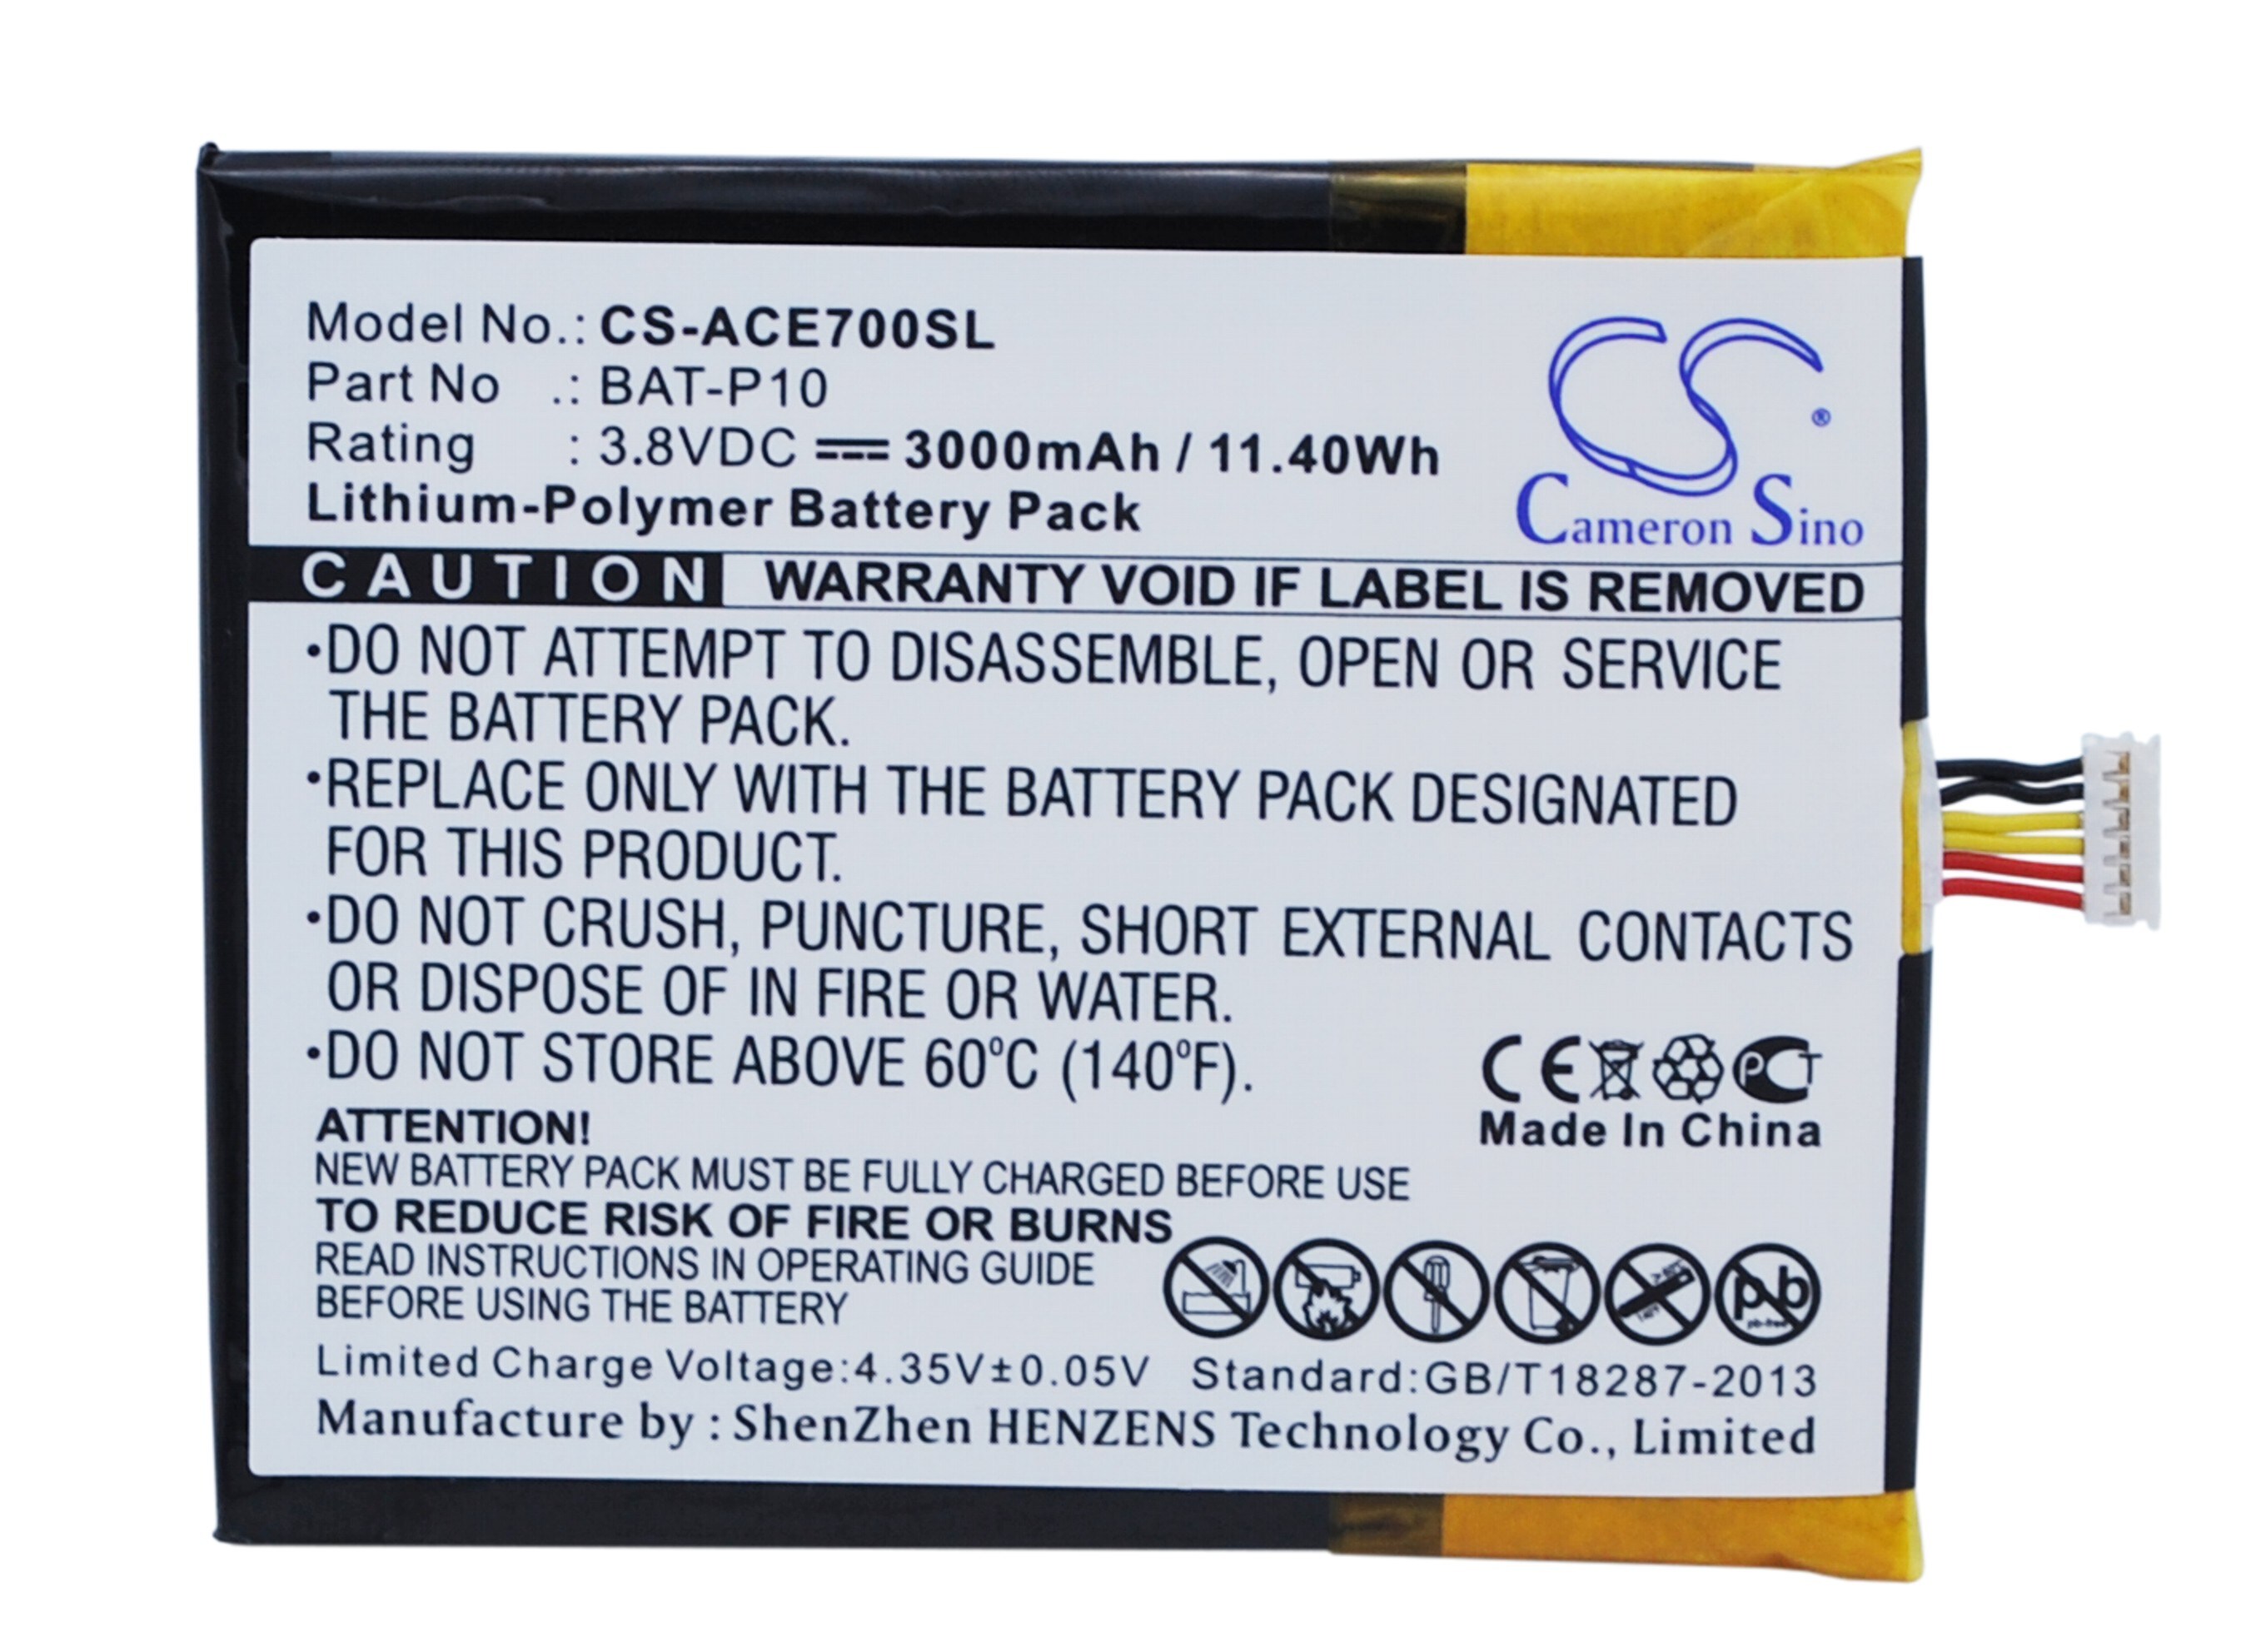 Model No.: CS-ACE700SL
Part No .: BAT-P10
Rating : 3.8VDC 3000mAh / 11.40Wh
Lithium-Polymer Battery Pack
CS®
Cameron Sino
CAUTION WARRANTY VOID IF LABEL IS REMOVED
•DO NOT ATTEMPT TO DISASSEMBLE, OPEN OR SERVICE
THE BATTERY PACK.
•REPLACE ONLY WITH THE BATTERY PACK DESIGNATED
FOR THIS PRODUCT.
•DO NOT CRUSH, PUNCTURE, SHORT EXTERNAL CONTACTS
OR DISPOSE OF IN FIRE OR WATER.
•DO NOT STORE ABOVE 60°C (140°F).
CE PCT
Made In China
ATTENTION!
NEW BATTERY PACK MUST BE FULLY CHARGED BEFORE USE
TO REDUCE RISK OF FIRE OR BURNS
READ INSTRUCTIONS IN OPERATING GUIDE
BEFORE USING THE BATTERY
pb
pb-free
Limited Charge Voltage:4.35V±0.05V Standard:GB/T18287-2013
Manufacture by : ShenZhen HENZENS Technology Co., Limited